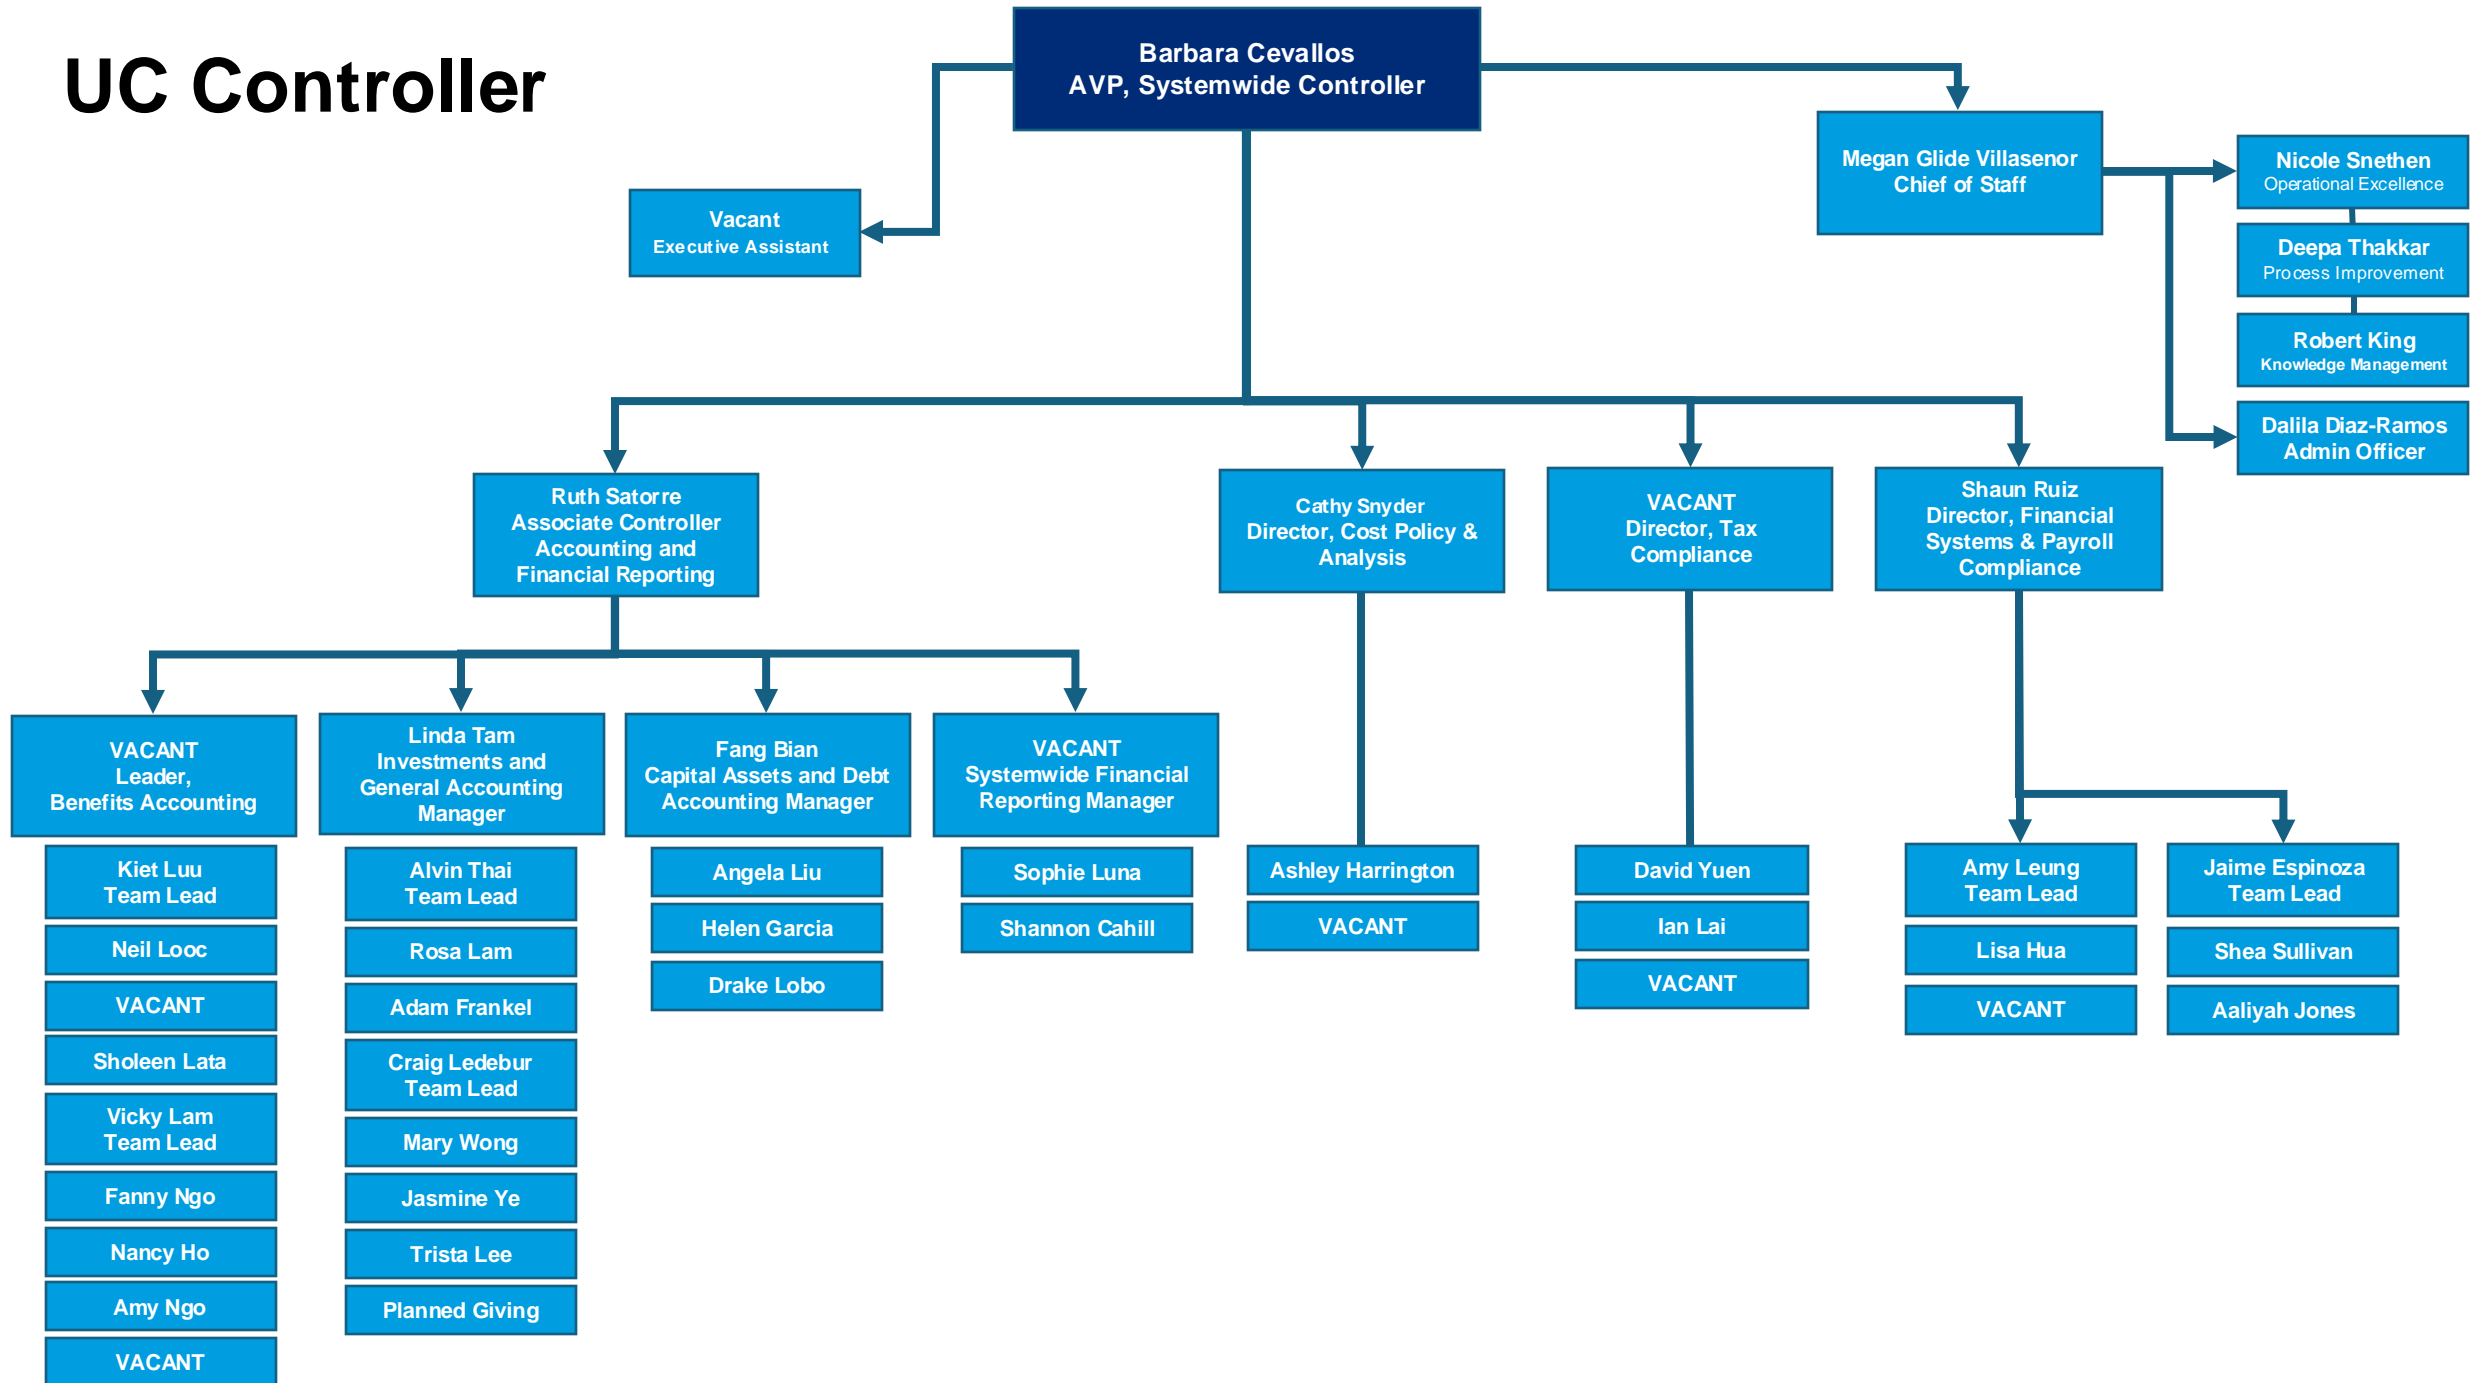 UC Controller
Barbara Cevallos
AVP, Systemwide Controller
Vacant
Executive Assistant
Megan Glide Villasenor
Chief of Staff
Nicole Snethen
Operational Excellence
Deepa Thakkar
Process Improvement
Robert King
Knowledge Management
Dalila Diaz-Ramos
Admin Officer
Ruth Satorre
Associate Controller
Accounting and
Financial Reporting
Cathy Snyder
Director, Cost Policy &
Analysis
VACANT
Director, Tax
Compliance
Shaun Ruiz
Director, Financial
Systems & Payroll
Compliance
VACANT
Leader,
Benefits Accounting
Kiet Luu
Team Lead
Neil Looc
VACANT
Sholeen Lata
Vicky Lam
Team Lead
Fanny Ngo
Nancy Ho
Amy Ngo
VACANT
Linda Tam
Investments and
General Accounting
Manager
Alvin Thai
Team Lead
Rosa Lam
Adam Frankel
Craig Ledebur
Team Lead
Mary Wong
Jasmine Ye
Trista Lee
Planned Giving
Fang Bian
Capital Assets and Debt
Accounting Manager
Angela Liu
Helen Garcia
Drake Lobo
VACANT
Systemwide Financial
Reporting Manager
Sophie Luna
Shannon Cahill
Ashley Harrington
VACANT
David Yuen
Ian Lai
VACANT
Amy Leung
Team Lead
Lisa Hua
VACANT
Jaime Espinoza
Team Lead
Shea Sullivan
Aaliyah Jones